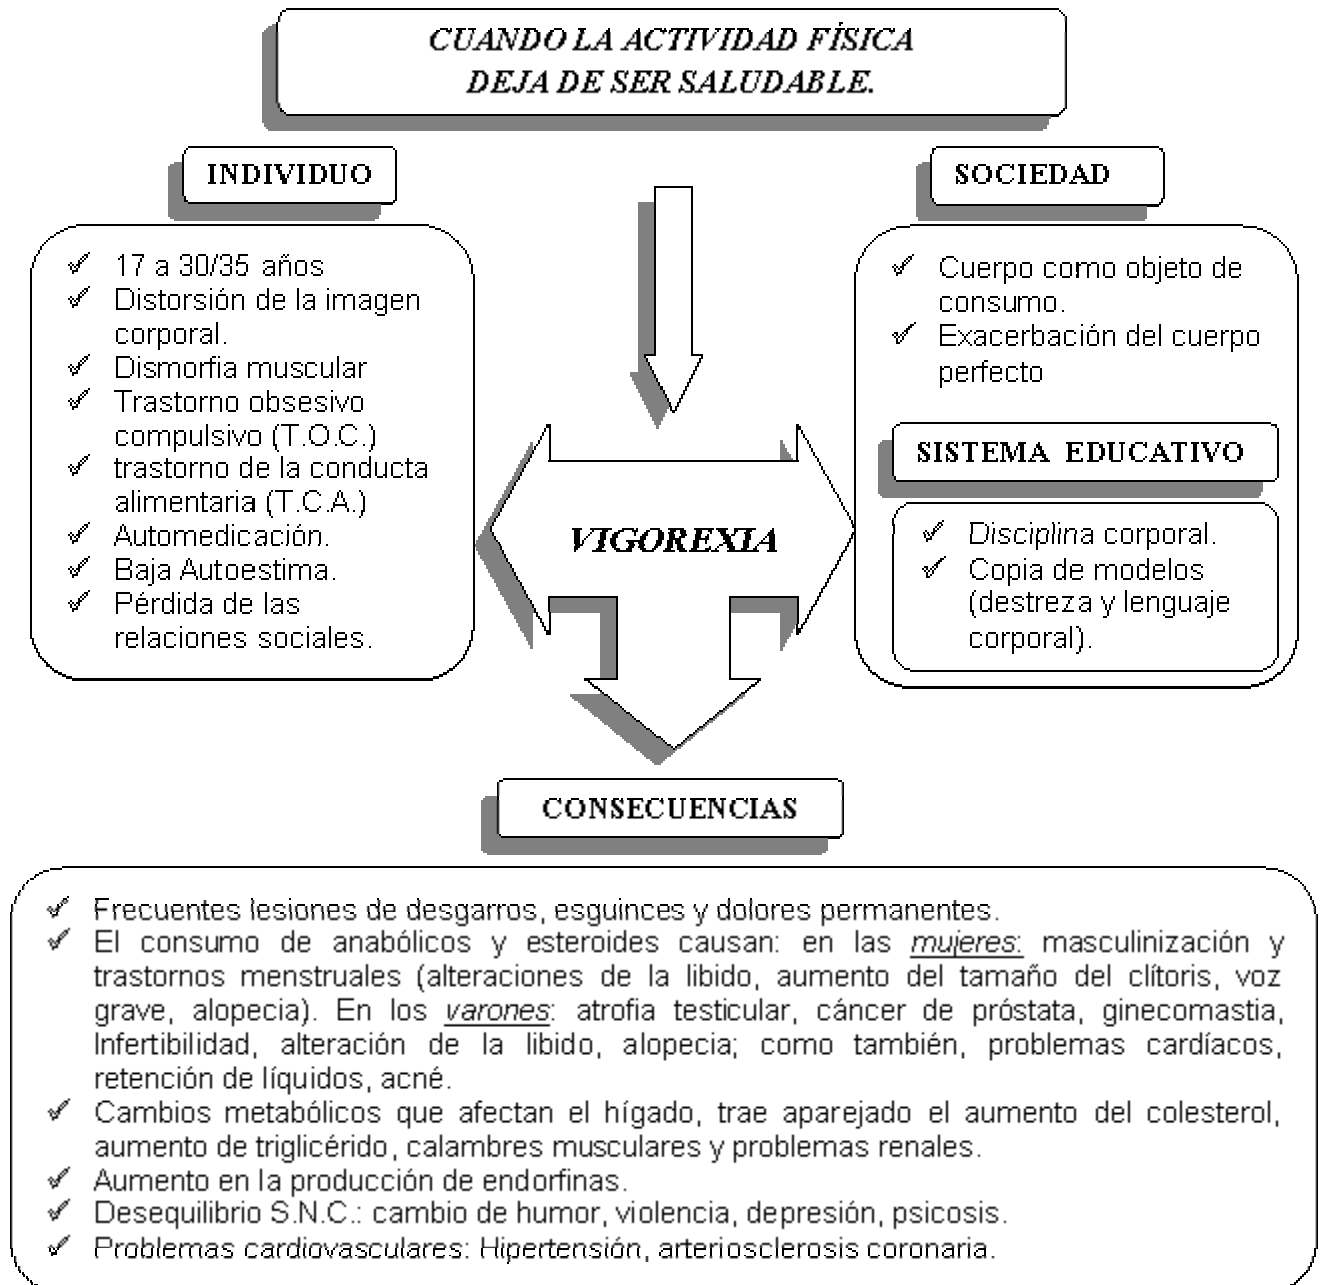 CUANDO LA ACTIVIDAD FÍSICA
DEJA DE SER SALUDABLE.
INDIVIDUO
17 a 30/35 años
Distorsión de la imagen
corporal.
Dismorfia muscular
Trastorno obsesivo
compulsivo (T.O.C.)
trastorno de la conducta
alimentaria (T.C.A.)
Automedicación.
Baja Autoestima.
Pérdida de las
relaciones sociales.
SOCIEDAD
Cuerpo como objeto de
consumo.
Exacerbación del cuerpo
perfecto
SISTEMA EDUCATIVO
Disciplina corporal.
Copia de modelos
(destreza y lenguaje
corporal).
VIGOREXIA
CONSECUENCIAS
Frecuentes lesiones de desgarros, esguinces y dolores permanentes.
El consumo de anabólicos y esteroides causan: en las mujeres: masculinización y
trastornos menstruales (alteraciones de la libido, aumento del tamaño del clítoris, voz
grave, alopecia). En los varones: atrofia testicular, cáncer de próstata, ginecomastia,
Infertibilidad, alteración de la libido, alopecia; como también, problemas cardíacos,
retención de líquidos, acné.
Cambios metabólicos que afectan el hígado, trae aparejado el aumento del colesterol,
aumento de triglicérido, calambres musculares y problemas renales.
Aumento en la producción de endorfinas.
Desequilibrio S.N.C.: cambio de humor, violencia, depresión, psicosis.
Problemas cardiovasculares: Hipertensión, arteriosclerosis coronaria.